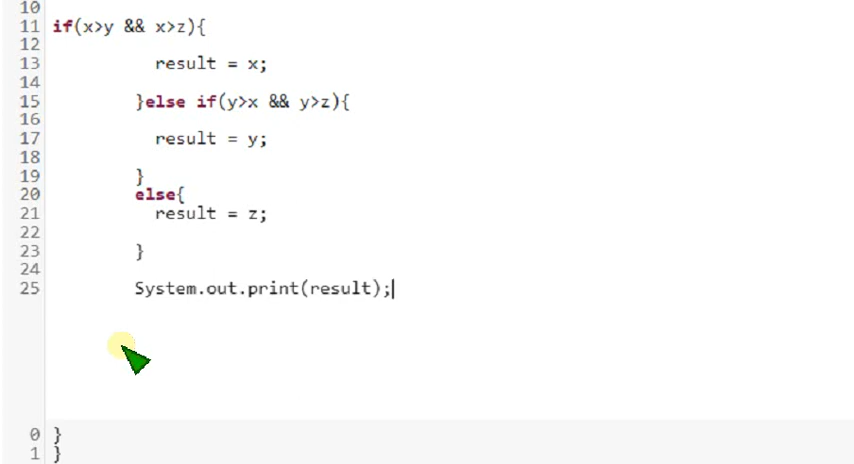 10
11 if(x>y && x>z){
12
13 result = x;
14
15 }else if(y>x && y>z){
16
17 result = y;
18
19 }
20 else{
21 result = z;
22
23 }
24
25 System.out.print(result);
0 }
1 }